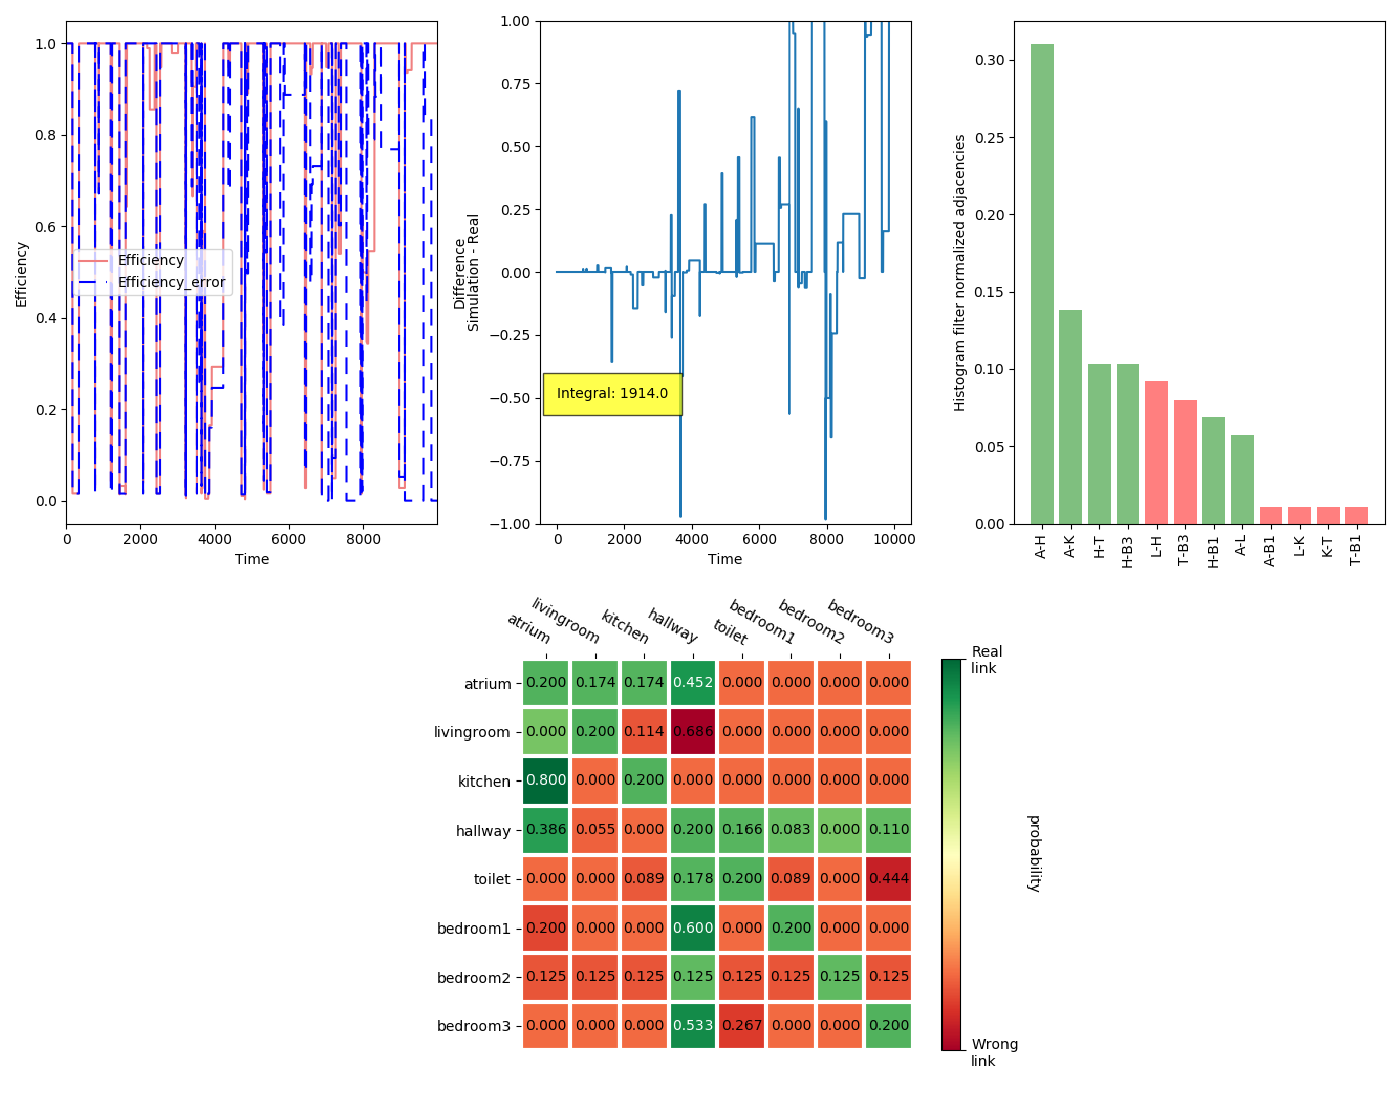 1.0
0.8
0.6
0.4
0.2
0.0
Efficiency
Efficiency
Efficiency_error
0 2000 4000 6000 8000
Time
1.00
0.75
0.50
0.25
0.00
−0.25
−0.50
−0.75
−1.00
Difference
Simulation - Real
Integral: 1914.0
0 2000 4000 6000 8000 10000
Time
0.30
0.25
0.20
0.15
0.10
0.05
0.00
Histogram filter normalized adjacencies
A-H A-K H-T H-B3 L-H T-B3 H-B1 A-L A-B1 L-K K-T T-B1
atrium livingroom kitchen hallway toilet bedroom1 bedroom2 bedroom3
atrium 0.200 0.174 0.174 0.452 0.000 0.000 0.000 0.000
livingroom 0.000 0.200 0.114 0.686 0.000 0.000 0.000 0.000
kitchen 0.800 0.000 0.200 0.000 0.000 0.000 0.000 0.000
hallway 0.386 0.055 0.000 0.200 0.166 0.083 0.000 0.110
toilet 0.000 0.000 0.089 0.178 0.200 0.089 0.000 0.444
bedroom1 0.200 0.000 0.000 0.600 0.000 0.200 0.000 0.000
bedroom2 0.125 0.125 0.125 0.125 0.125 0.125 0.125 0.125
bedroom3 0.000 0.000 0.000 0.533 0.267 0.000 0.000 0.200
Real
link
probability
Wrong
link